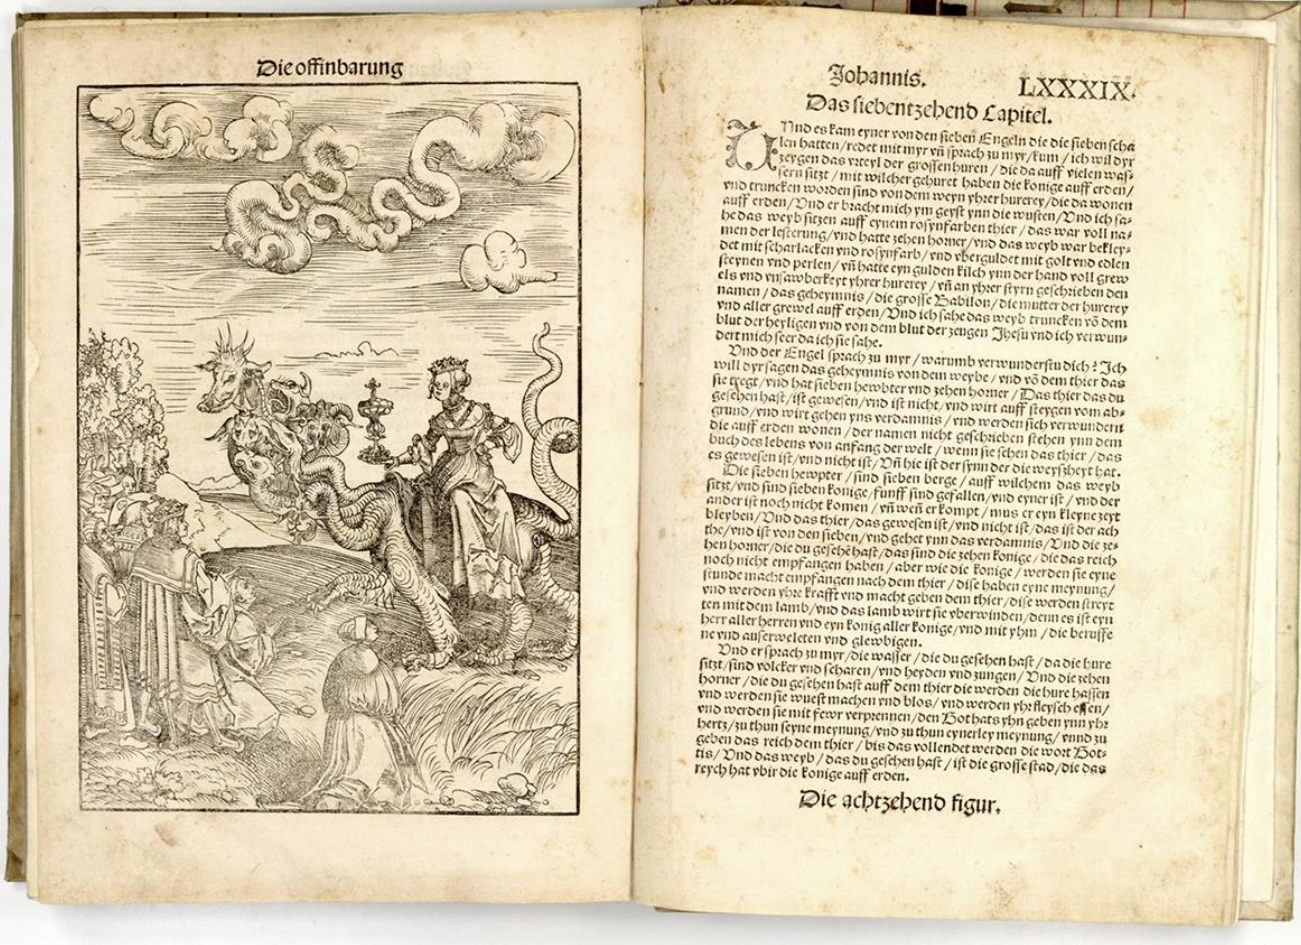 Die offinbarung
Johannis.
LXXXIX.
Das siebentzehend Capitel.
Vnd es kam eyner von den sieben Engeln die die sieben scha
len hatten/redet mit myr vñ sprach zu myr/kum/ich wil dyr
zeygen das vrteyl der grossen huren/die da auff vielen was-
sern sitzt/mit wilcher gehuret haben die konige auff erden/
vnd truncken worden sind von dem weyn yhrer hurerey/die da wonen
auff erden/Vnd er bracht mich ym geyst ynn die wusten/Vnd ich sa-
he das weyb sitzen auff eynem rosynfarben thier/das war voll na-
men der lesterung/vnd hatte zehen horner/vnd das weyb war bekley-
det mit scharlacken vnd rosynfarb/vnd vberguldet mit golt vnd edlen
steynen vnd perlen/vñ hatte eyn gulden kilch ynn der hand voll grew
els vnd vnsawberkeyt yhrer hurerey/vñ an yhrer styrn geschrieben den
namen/das geheymnis/die grosse Babilon/die mutter der hurerey
vnd aller grewel auff erden/Vnd ich sahe das weyb truncken võ dem
blut der heyligen vnd von dem blut der zeugen Jhesu vnd ich verwun-
dert mich seer da ich sie sahe.
Vnd der Engel sprach zu myr/warumb verwunderstu dich? Ich
will dyr sagen das geheymnis von dem weybe/vnd võ dem thier das
sie tregt/vnd hat sieben hewbter vnd zehen horner/Das thier das du
gesehen hast/ist gewesen/vnd ist nicht/vnd wirt auff steygen vom ab-
grund/vnd wirt gehen yns verdamnis/vnd werden sich verwundern
die auff erden wonen/der namen nicht geschrieben stehen ynn dem
buch des lebens von anfang der welt/wenn sie sehen das thier/das
es gewesen ist/vnd nicht ist/Vñ hie ist der synn der die weyszheyt hat.
Die sieben hewpter/sind sieben berge/auff wilchem das weyb
sitzt/vnd sind sieben konige/funff sind gefallen/vnd eyner ist/vnd der
ander ist noch nicht komen/vñ weñ er kompt/mus er eyn kleyne zeyt
bleyben/Vnd das thier/das gewesen ist/vnd nicht ist/das ist der ach
the/vnd ist von den sieben/vnd gehet ynn das verdamnis/Vnd die ze-
hen horner/die du gesehē hast/das sind die zehen konige/die das reich
noch nicht empfangen haben/aber wie die konige/werden sie eyne
stunde macht empfangen nach dem thier/dise haben eyne meynung/
vnd werden yhre krafft vnd macht geben dem thier/dise werden streyt
ten mit dem lamb/vnd das lamb wirt sie vberwinden/denn es ist eyn
herr aller herren vnd eyn konig aller konige/vnd mit yhm/die beruffe
ne vnd auserweleten vnd glewbigen.
Vnd er sprach zu myr/die wasser/die du gesehen hast/da die hure
sitzt/sind volcker vnd scharen/vnd heyden vnd zungen/Vnd die zehen
horner/die du gesehen hast auff dem thier die werden die hure hassen
vnd werden sie wuest machen vnd blos/vnd werden yhr fleysch essen/
vnd werden sie mit fewr verprennen/den Got hats yhn geben ynn yhr
hertz/zu thun seyne meynung/vnd zu thun eynerley meynung/vnnd zu
geben das reich dem thier/bis das vollendet werden die wort Got-
tis/Vnd das weyb/das du gesehen hast/ist die grosse stad/die das
reych hat vbir die konige auff erden.
Die achtzehend figur.